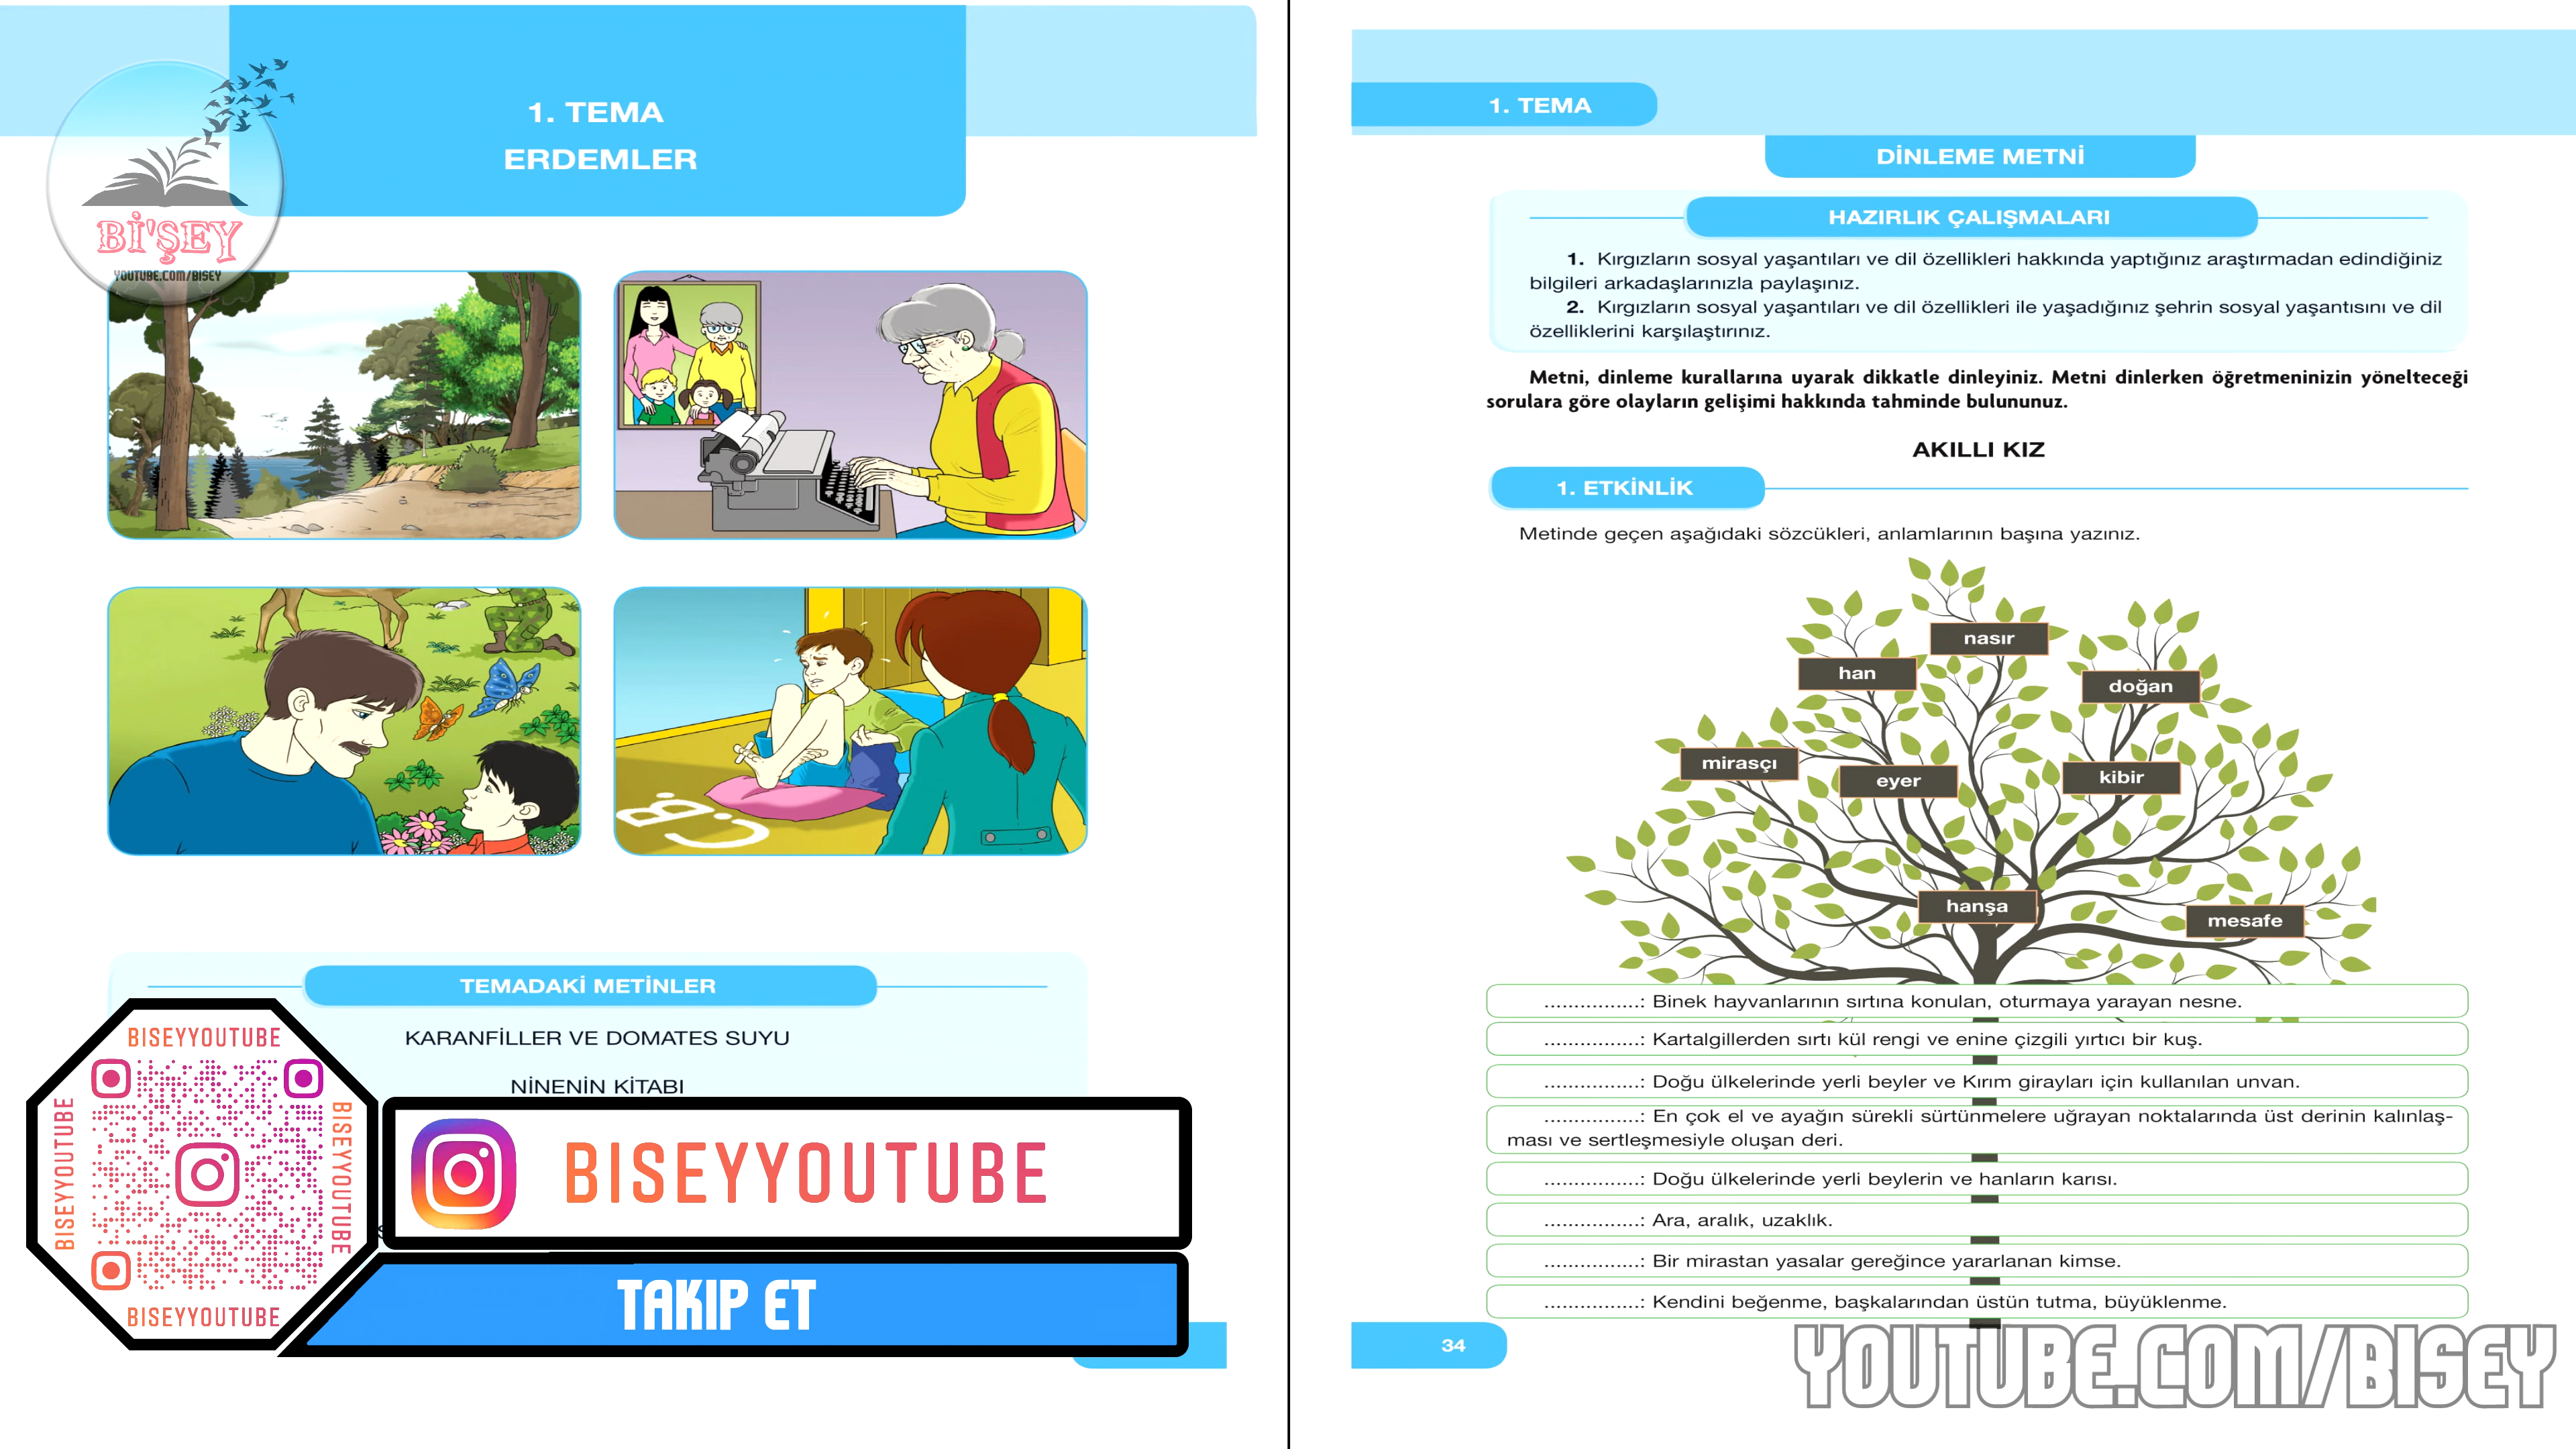 1. TEMA
ERDEMLER
Bİ'ŞEY
YOUTUBE.COM/BISEY
TEMADAKİ METİNLER
KARANFİLLER VE DOMATES SUYU
NİNENİN KİTABI
BISEYYOUTUBE
BISEYYOUTUBE
BISEYYOUTUBE
BISEYYOUTUBE
BISEYYOUTUBE
TAKIP ET
1. TEMA
DİNLEME METNİ
HAZIRLIK ÇALIŞMALARI
1. Kırgızların sosyal yaşantıları ve dil özellikleri hakkında yaptığınız araştırmadan edindiğiniz
bilgileri arkadaşlarınızla paylaşınız.
2. Kırgızların sosyal yaşantıları ve dil özellikleri ile yaşadığınız şehrin sosyal yaşantısını ve dil
özelliklerini karşılaştırınız.
Metni, dinleme kurallarına uyarak dikkatle dinleyiniz. Metni dinlerken öğretmeninizin yönelteceği
sorulara göre olayların gelişimi hakkında tahminde bulununuz.
AKILLI KIZ
1. ETKİNLİK
Metinde geçen aşağıdaki sözcükleri, anlamlarının başına yazınız.
nasır
han
doğan
mirasçı
eyer
kibir
hanşa
mesafe
................: Binek hayvanlarının sırtına konulan, oturmaya yarayan nesne.
................: Kartalgillerden sırtı kül rengi ve enine çizgili yırtıcı bir kuş.
................: Doğu ülkelerinde yerli beyler ve Kırım girayları için kullanılan unvan.
................: En çok el ve ayağın sürekli sürtünmelere uğrayan noktalarında üst derinin kalınlaş-
ması ve sertleşmesiyle oluşan deri.
................: Doğu ülkelerinde yerli beylerin ve hanların karısı.
................: Ara, aralık, uzaklık.
................: Bir mirastan yasalar gereğince yararlanan kimse.
................: Kendini beğenme, başkalarından üstün tutma, büyüklenme.
34
YOUTUBE.COM/BISEY